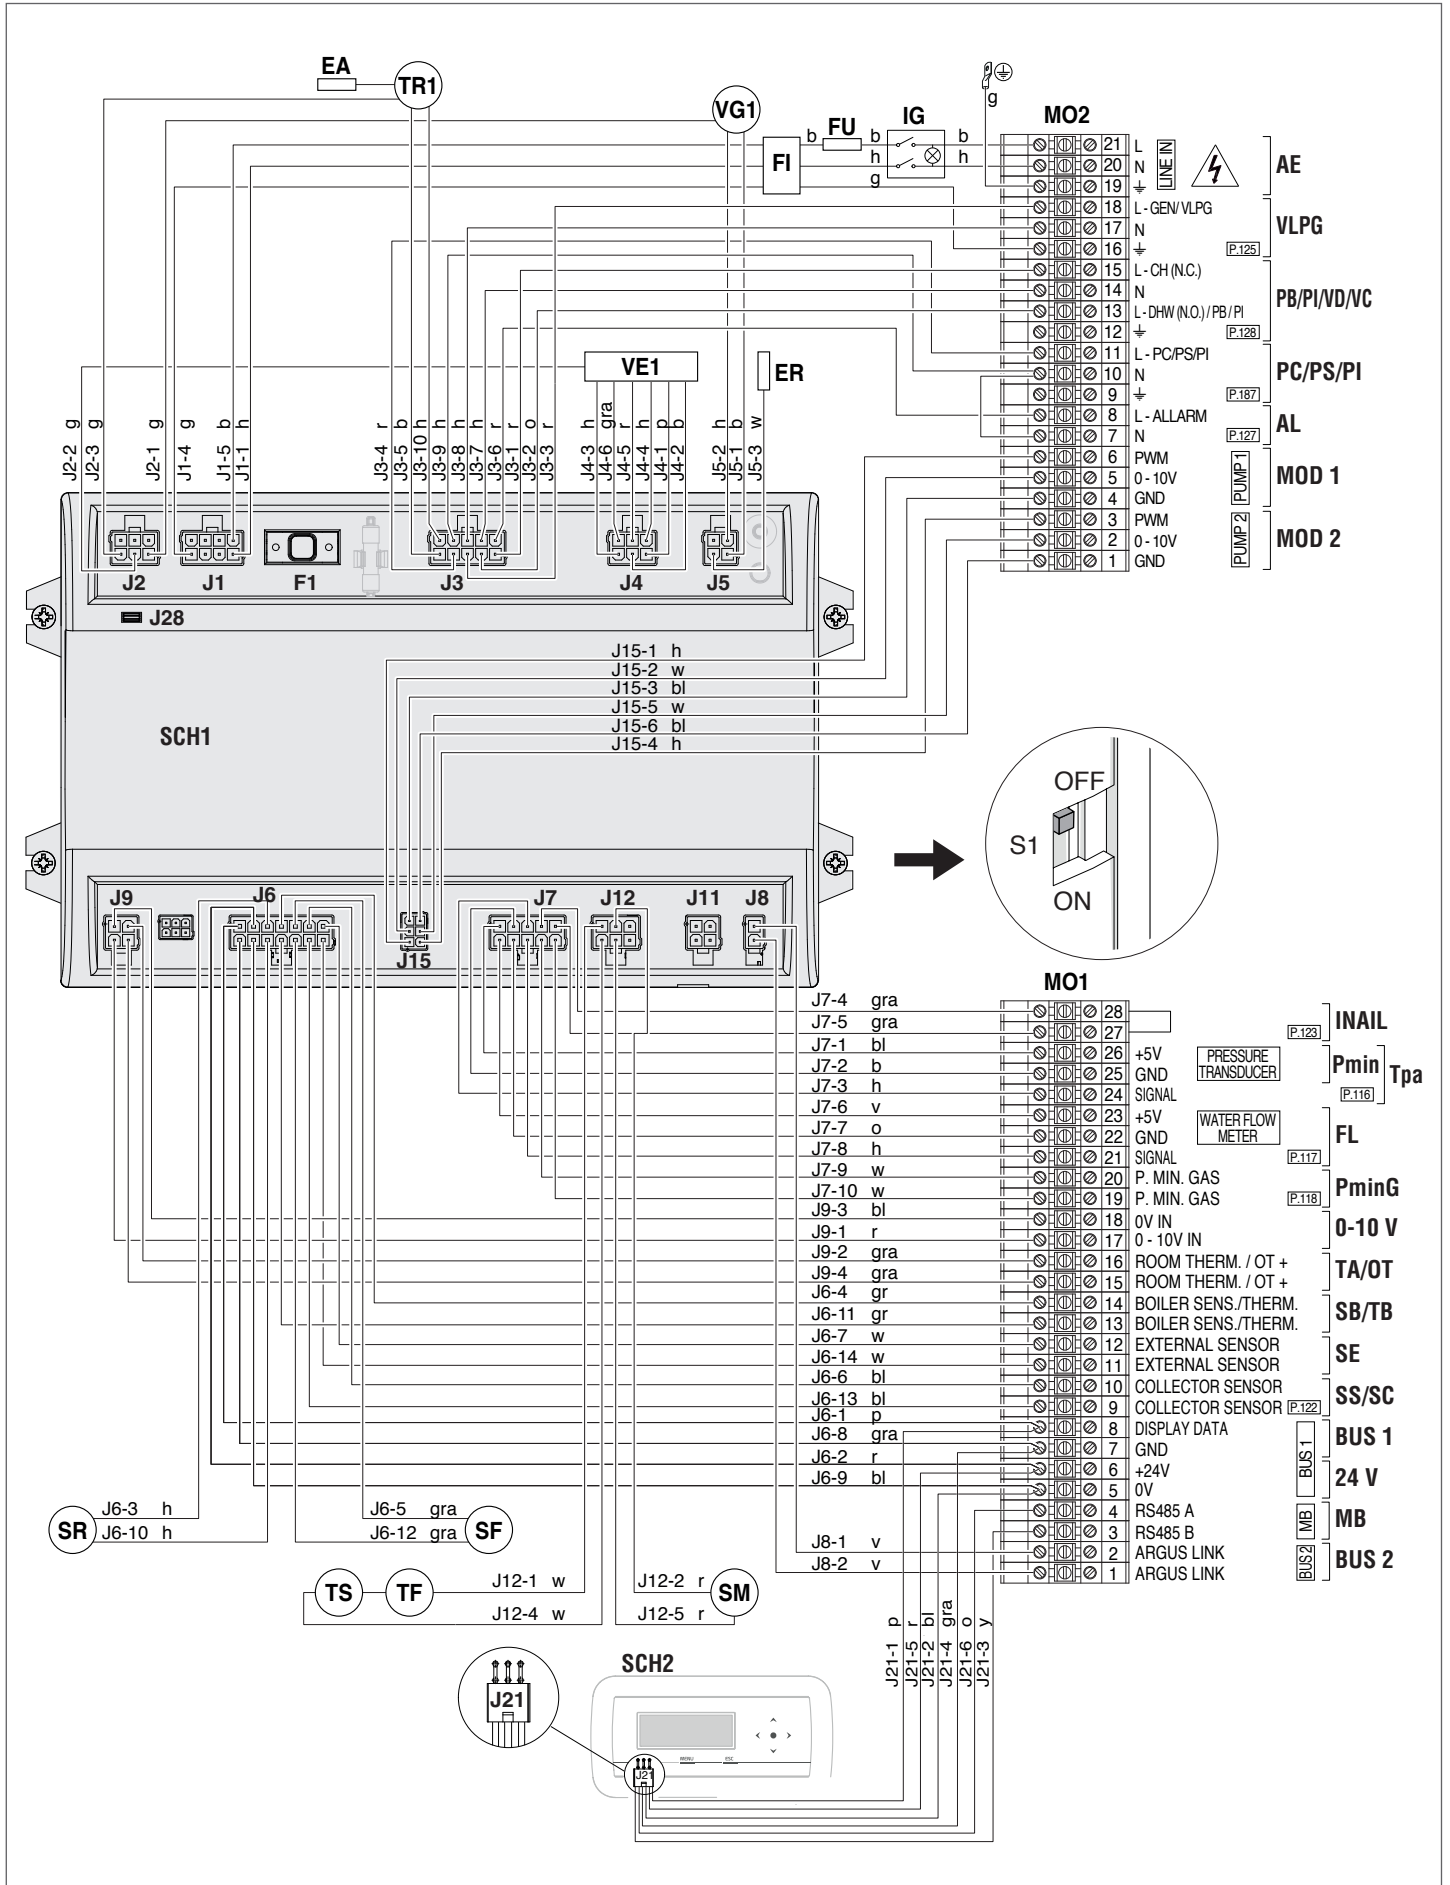 EA
TR1
VG1
FI
b
FU
b
h
g
IG
b
h
g
MO2
21 L
20 N
19
LINE IN
AE
18 L - GEN/ VLPG
17 N
16
P.125
VLPG
15 L - CH (N.C.)
14 N
13 L - DHW (N.O.) / PB / PI
12
P.128
PB/PI/VD/VC
11 L - PC/PS/PI
10 N
9
P.187
PC/PS/PI
8 L - ALLARM
7 N
P.127
AL
6 PWM
5 0 - 10V
4 GND
PUMP 1
MOD 1
3 PWM
2 0 - 10V
1 GND
PUMP 2
MOD 2
VE1
ER
J2-2 g
J2-3 g
J2-1 g
J1-4 g
J1-5 b
J1-1 h
J3-4 r
J3-5 b
J3-10 h
J3-9 h
J3-8 h
J3-7 h
J3-6 r
J3-1 r
J3-2 o
J3-3 r
J4-3 h
J4-6 gra
J4-5 r
J4-4 h
J4-1 p
J4-2 b
J5-2 h
J5-1 b
J5-3 w
J2
J1
F1
J3
J4
J5
J28
J15-1 h
J15-2 w
J15-3 bl
J15-5 w
J15-6 bl
J15-4 h
SCH1
OFF
S1
ON
J9
J6
J15
J7
J12
J11
J8
MO1
J7-4 gra
J7-5 gra
J7-1 bl
J7-2 b
J7-3 h
J7-6 v
J7-7 o
J7-8 h
J7-9 w
J7-10 w
J9-3 bl
J9-1 r
J9-2 gra
J9-4 gra
J6-4 gr
J6-11 gr
J6-7 w
J6-14 w
J6-6 bl
J6-13 bl
J6-1 p
J6-8 gra
J6-2 r
J6-9 bl
J8-1 v
J8-2 v
28
27
P.123
INAIL
26 +5V
25 GND
24 SIGNAL
PRESSURE
TRANSDUCER
Pmin
P.116
Tpa
23 +5V
22 GND
21 SIGNAL
WATER FLOW
METER
P.117
FL
20 P. MIN. GAS
19 P. MIN. GAS
P.118
PminG
18 0V IN
17 0 - 10V IN
0-10 V
16 ROOM THERM. / OT +
15 ROOM THERM. / OT +
TA/OT
14 BOILER SENS./THERM.
13 BOILER SENS./THERM.
SB/TB
12 EXTERNAL SENSOR
11 EXTERNAL SENSOR
SE
10 COLLECTOR SENSOR
9 COLLECTOR SENSOR
P.122
SS/SC
8 DISPLAY DATA
7 GND
BUS 1
BUS 1
6 +24V
5 0V
24 V
4 RS485 A
3 RS485 B
MB
MB
2 ARGUS LINK
1 ARGUS LINK
BUS2
BUS 2
SR
J6-3 h
J6-10 h
J6-5 gra
J6-12 gra
SF
TS
TF
J12-1 w
J12-4 w
J12-2 r
J12-5 r
SM
J21-1 p
J21-5 r
J21-2 bl
J21-4 gra
J21-6 o
J21-3 y
SCH2
J21
MENU
ESC
J21